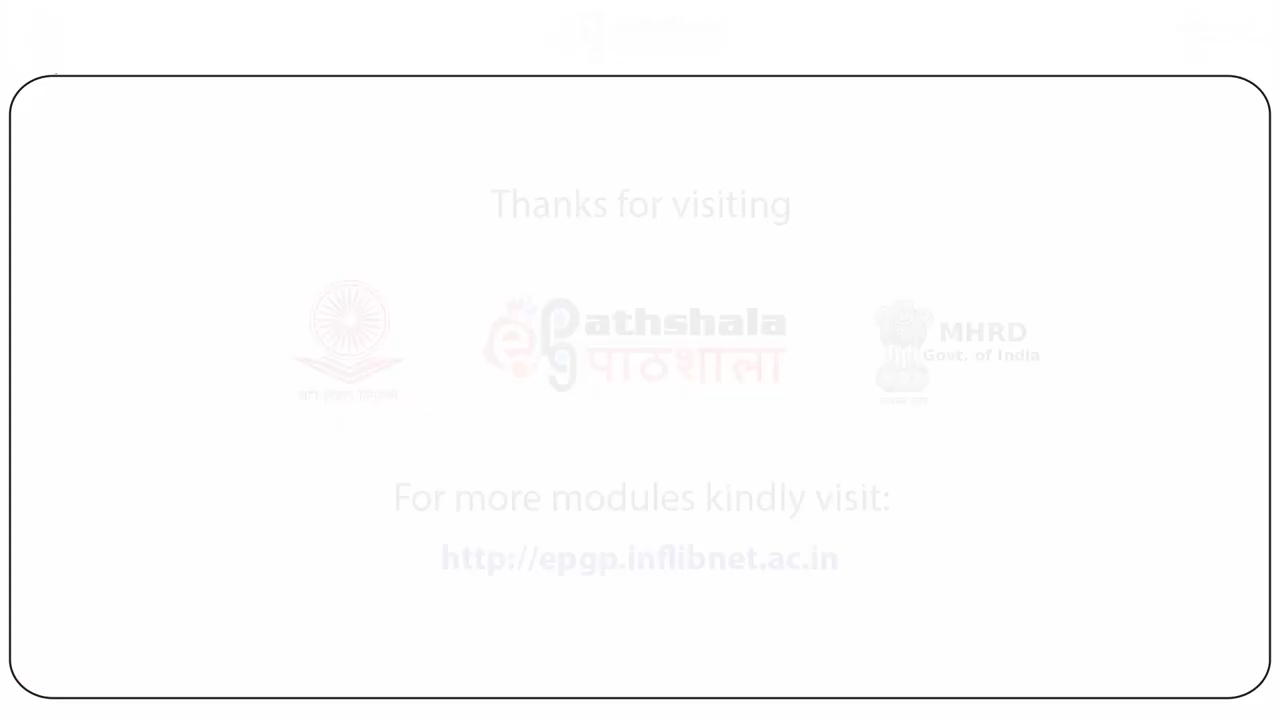 Thanks for visiting
athshala
पाठशाला
MHRD
Govt. of India
For more modules kindly visit:
http://epgp.inflibnet.ac.in